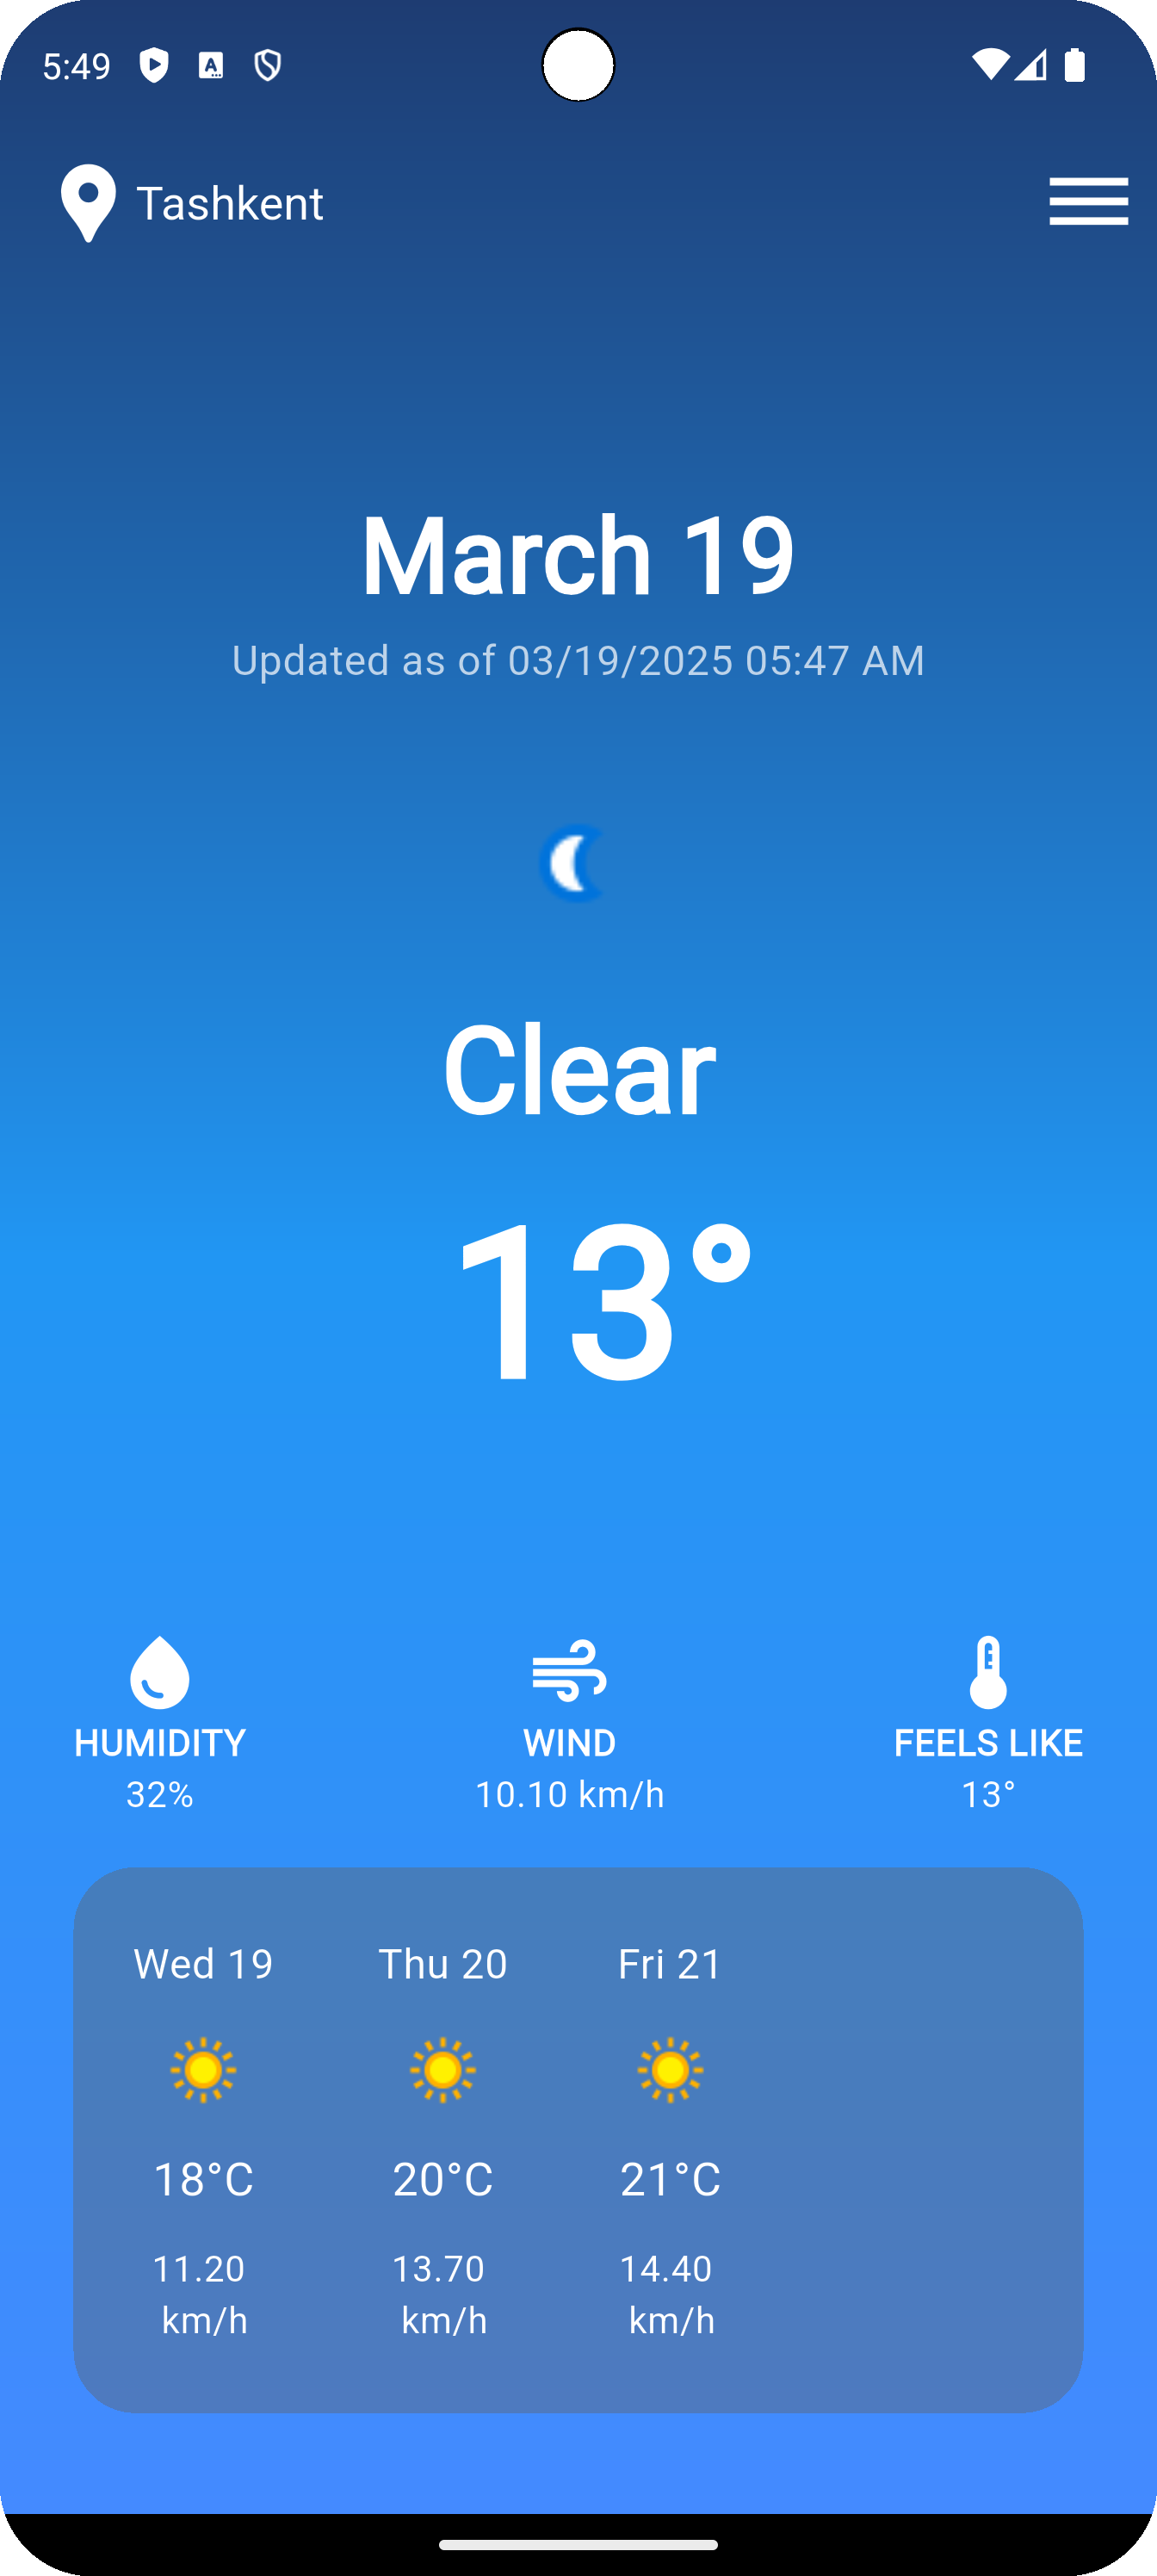 5:49
Tashkent
March 19
Updated as of 03/19/2025 05:47 AM
Clear
13°
HUMIDITY WIND FEELS LIKE
32% 10.10 km/h 13°
Wed 19 Thu 20 Fri 21
18°C 20°C 21°C
11.20 13.70 14.40
km/h km/h km/h